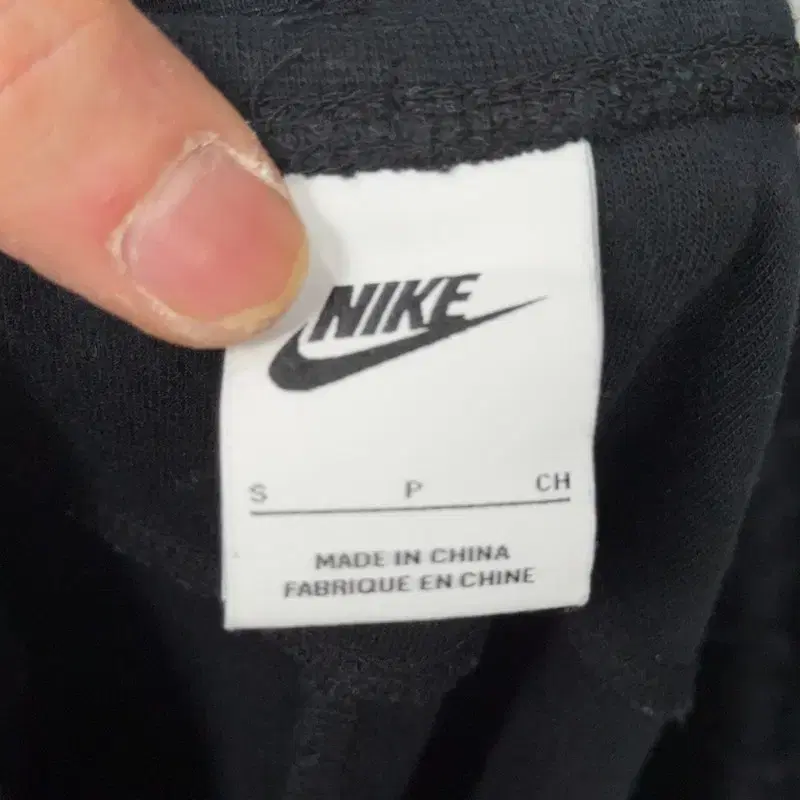 NIKE
S P CH
MADE IN CHINA
FABRIQUE EN CHINE